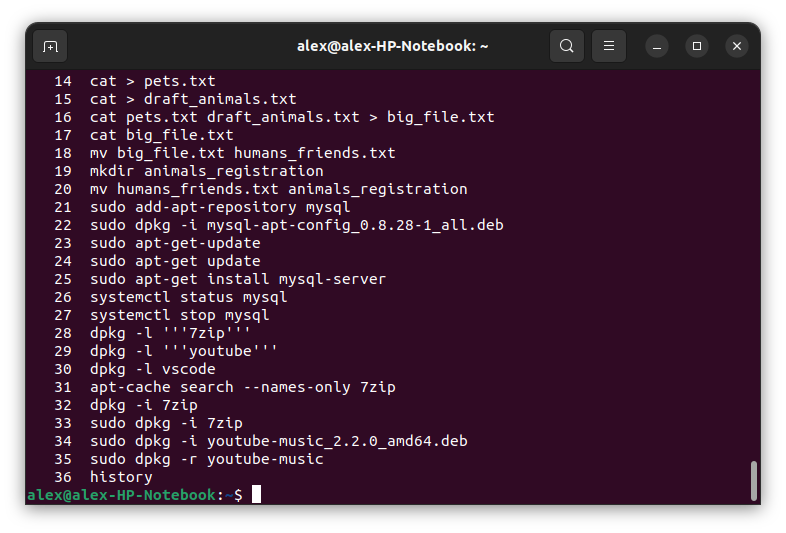 alex@alex-HP-Notebook: ~
14 cat > pets.txt
15 cat > draft_animals.txt
16 cat pets.txt draft_animals.txt > big_file.txt
17 cat big_file.txt
18 mv big_file.txt humans_friends.txt
19 mkdir animals_registration
20 mv humans_friends.txt animals_registration
21 sudo add-apt-repository mysql
22 sudo dpkg -i mysql-apt-config_0.8.28-1_all.deb
23 sudo apt-get-update
24 sudo apt-get update
25 sudo apt-get install mysql-server
26 systemctl status mysql
27 systemctl stop mysql
28 dpkg -l '''7zip'''
29 dpkg -l '''youtube'''
30 dpkg -l vscode
31 apt-cache search --names-only 7zip
32 dpkg -i 7zip
33 sudo dpkg -i 7zip
34 sudo dpkg -i youtube-music_2.2.0_amd64.deb
35 sudo dpkg -r youtube-music
36 history
alex@alex-HP-Notebook:~$